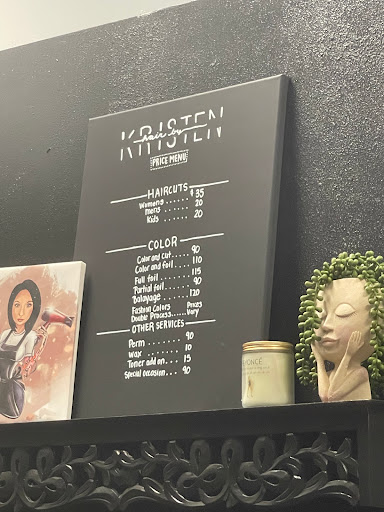 KRISTEN
hair by
PRICE MENU
HAIRCUTS
Womens ...... $35
Mens ...... 20
Kids ...... 20
COLOR
Color and Cut .... 90
Color and foil .... 110
Full foil ...... 115
Partial foil .... 90
Balayage ...... 120
Fashion Colors Prices
Double Process ...... Vary
OTHER SERVICES
Perm ...... 90
Wax ...... 10
Toner add on .... 15
Special occasion ... 90
YONCE